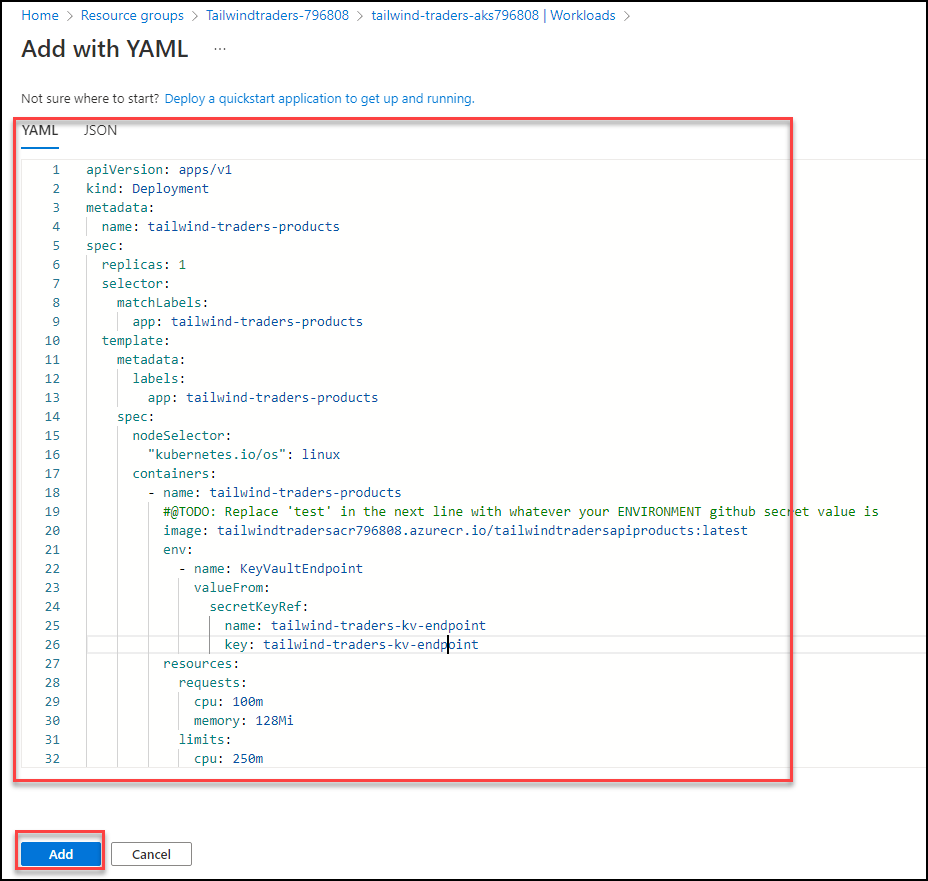 Home > Resource groups > Tailwindtraders-796808 > tailwind-traders-aks796808 | Workloads >
Add with YAML ...
Not sure where to start? Deploy a quickstart application to get up and running.
YAML JSON
1 apiVersion: apps/v1
2 kind: Deployment
3 metadata:
4   name: tailwind-traders-products
5 spec:
6   replicas: 1
7   selector:
8     matchLabels:
9       app: tailwind-traders-products
10   template:
11     metadata:
12       labels:
13         app: tailwind-traders-products
14     spec:
15       nodeSelector:
16         "kubernetes.io/os": linux
17       containers:
18         - name: tailwind-traders-products
19           #@TODO: Replace 'test' in the next line with whatever your ENVIRONMENT github secret value is
20           image: tailwindtradersacr796808.azurecr.io/tailwindtradersapiproducts:latest
21           env:
22             - name: KeyVaultEndpoint
23               valueFrom:
24                 secretKeyRef:
25                   name: tailwind-traders-kv-endpoint
26                   key: tailwind-traders-kv-endpoint
27           resources:
28             requests:
29               cpu: 100m
30               memory: 128Mi
31             limits:
32               cpu: 250m
Add Cancel